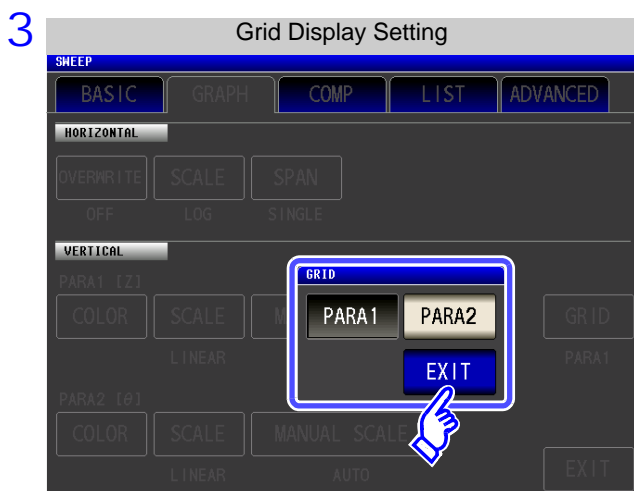 3
Grid Display Setting
SWEEP
BASIC GRAPH COMP LIST ADVANCED
HORIZONTAL
OVERWRITE SCALE SPAN
OFF LOG SINGLE
VERTICAL
PARA1 [Z]
GRID
COLOR SCALE M PARA1 PARA2 GRID
LINEAR EXIT PARA1
PARA2 [θ]
COLOR SCALE MANUAL SCALE
LINEAR AUTO EXIT